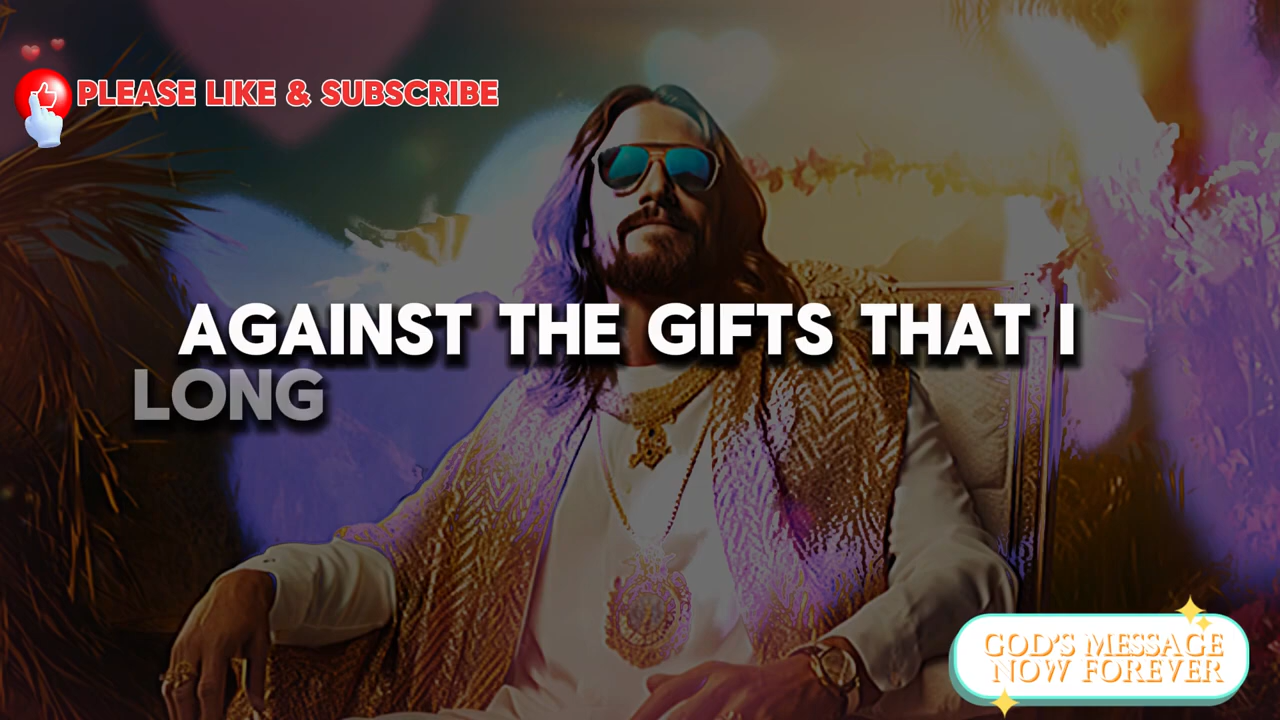 PLEASE LIKE & SUBSCRIBE
AGAINST THE GIFTS THAT I
LONG
GOD'S MESSAGE
NOW FOREVER